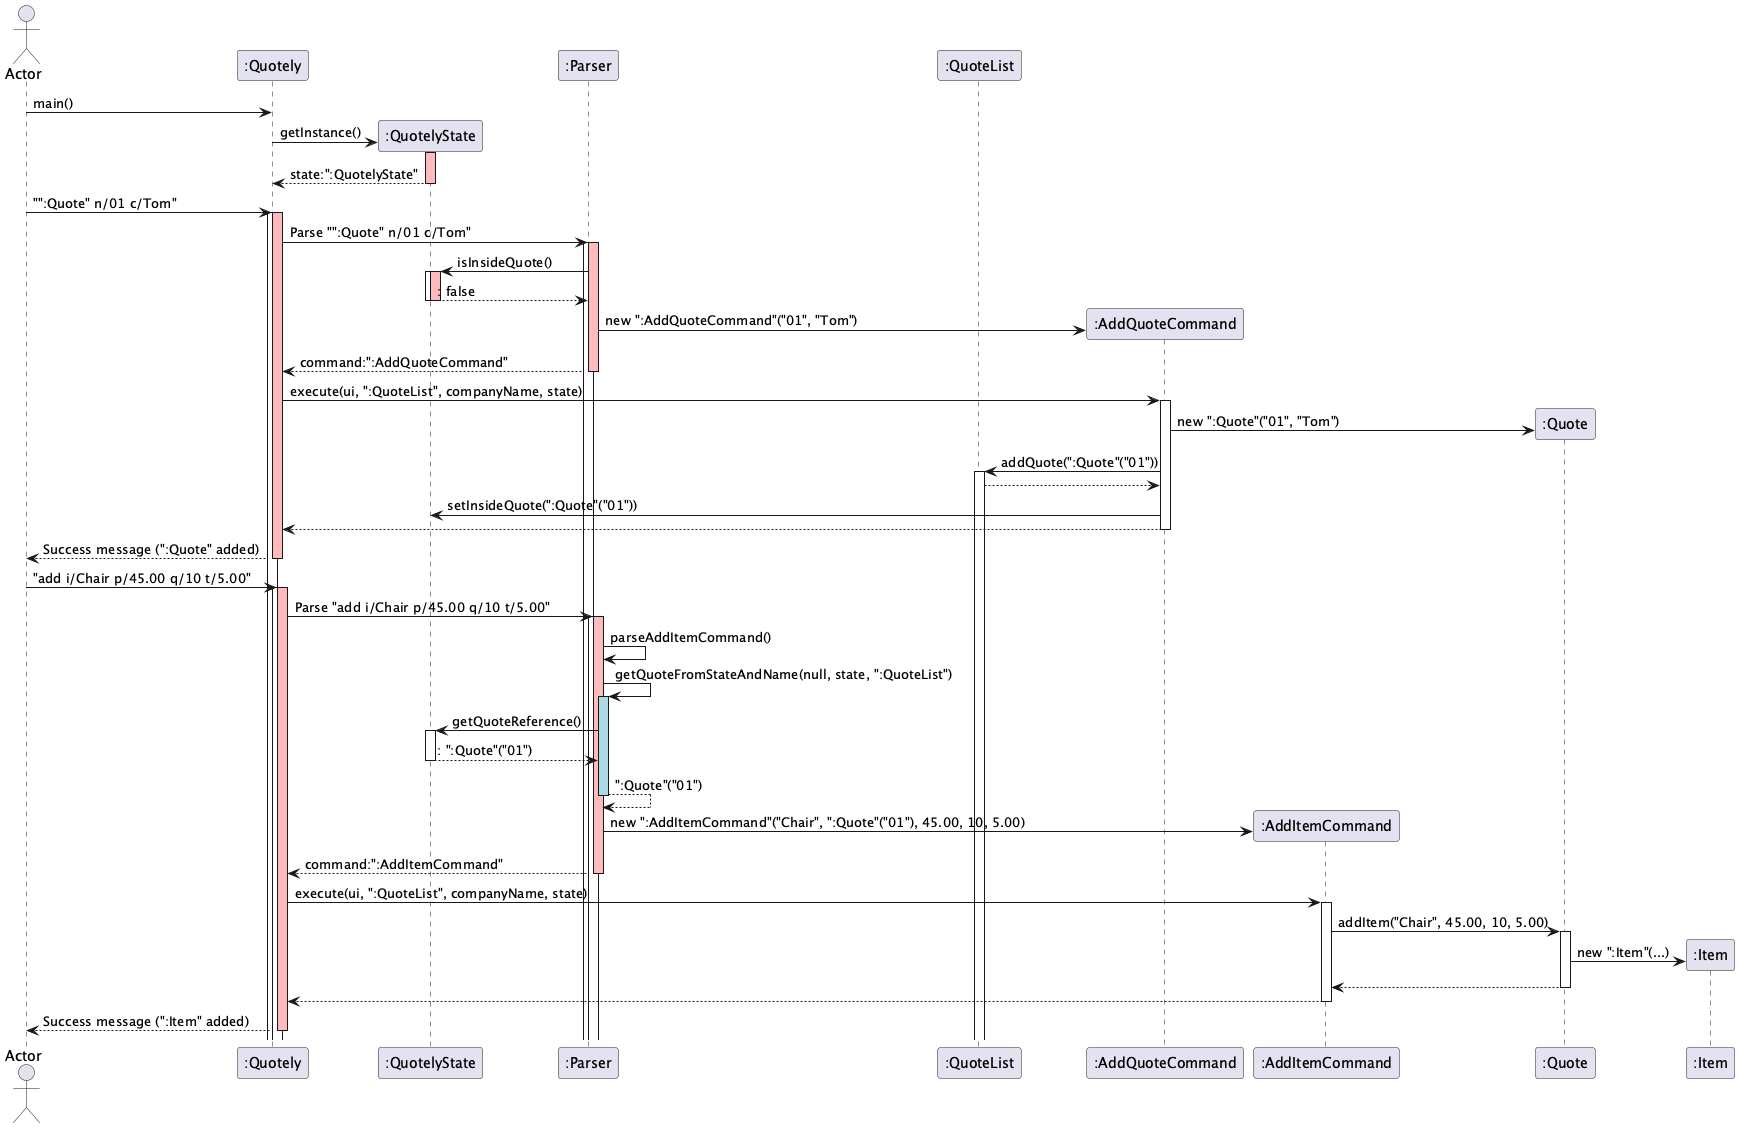 Actor
:Quotely
:Parser
:QuoteList
main()
getInstance()
:QuotelyState
state:":QuotelyState"
"":Quote" n/01 c/Tom"
Parse "":Quote" n/01 c/Tom"
isInsideQuote()
: false
new ":AddQuoteCommand"("01", "Tom")
:AddQuoteCommand
command:":AddQuoteCommand"
execute(ui, ":QuoteList", companyName, state)
new ":Quote"("01", "Tom")
:Quote
addQuote(":Quote"("01"))
setInsideQuote(":Quote"("01"))
Success message (":Quote" added)
"add i/Chair p/45.00 q/10 t/5.00"
Parse "add i/Chair p/45.00 q/10 t/5.00"
parseAddItemCommand()
getQuoteFromStateAndName(null, state, ":QuoteList")
getQuoteReference()
: ":Quote"("01")
":Quote"("01")
new ":AddItemCommand"("Chair", ":Quote"("01"), 45.00, 10, 5.00)
:AddItemCommand
command:":AddItemCommand"
execute(ui, ":QuoteList", companyName, state)
addItem("Chair", 45.00, 10, 5.00)
new ":Item"(...)
:Item
Success message (":Item" added)
Actor
:Quotely
:QuotelyState
:Parser
:QuoteList
:AddQuoteCommand
:AddItemCommand
:Quote
:Item